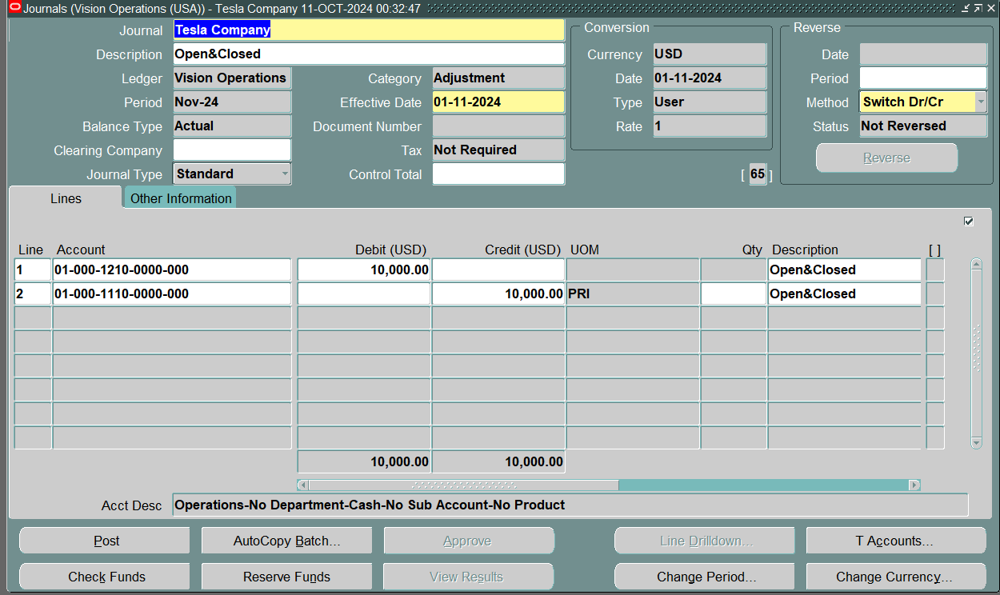 Journals (Vision Operations (USA)) - Tesla Company 11-OCT-2024 00:32:47
Journal Tesla Company
Description Open&Closed
Ledger Vision Operations Category Adjustment
Period Nov-24 Effective Date 01-11-2024
Balance Type Actual Document Number
Clearing Company Tax Not Required
Journal Type Standard Control Total
Conversion
Currency USD
Date 01-11-2024
Type User
Rate 1
Reverse
Date
Period
Method Switch Dr/Cr
Status Not Reversed
Reverse
[ 65 ]
Lines Other Information
Line Account Debit (USD) Credit (USD) UOM Qty Description [ ]
1 01-000-1210-0000-000 10,000.00 Open&Closed
2 01-000-1110-0000-000 10,000.00 PRI Open&Closed
10,000.00 10,000.00
Acct Desc Operations-No Department-Cash-No Sub Account-No Product
Post AutoCopy Batch... Approve Line Drilldown... T Accounts...
Check Funds Reserve Funds View Results Change Period... Change Currency...